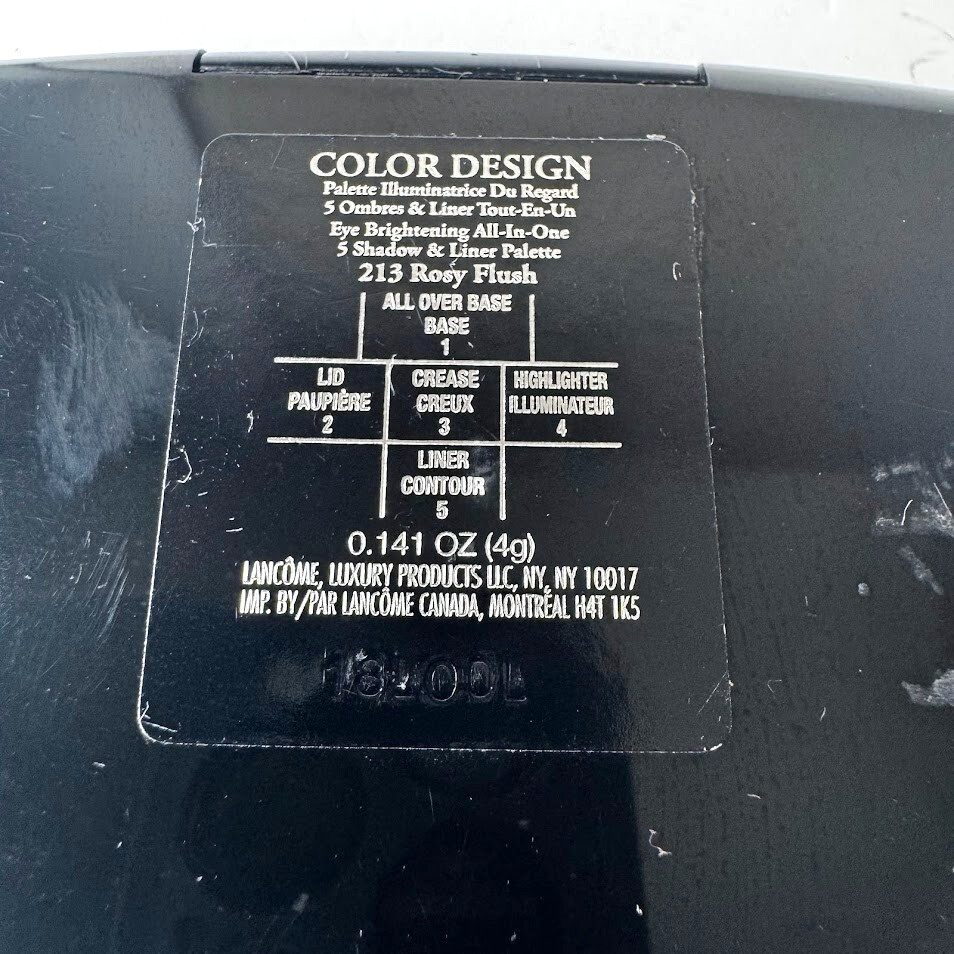 COLOR DESIGN
Palette Illuminatrice Du Regard
5 Ombres & Liner Tout-En-Un
Eye Brightening All-In-One
5 Shadow & Liner Palette
213 Rosy Flush
ALL OVER BASE
BASE
1
LID
PAUPIÈRE
2
CREASE
CREUX
3
HIGHLIGHTER
ILLUMINATEUR
4
LINER
CONTOUR
5
0.141 OZ (4g)
LANCÔME, LUXURY PRODUCTS LLC, NY, NY 10017
IMP. BY/PAR LANCÔME CANADA, MONTRÉAL H4T 1K5